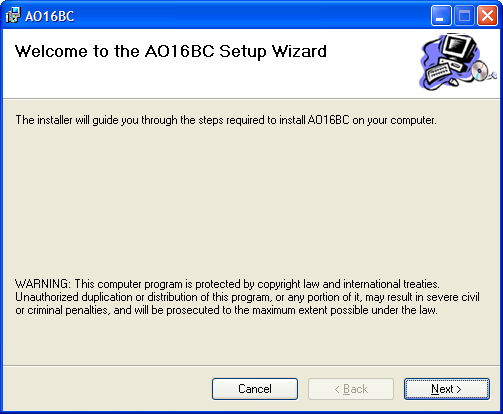 AO16BC
Welcome to the AO16BC Setup Wizard
The installer will guide you through the steps required to install AO16BC on your computer.
WARNING: This computer program is protected by copyright law and international treaties.
Unauthorized duplication or distribution of this program, or any portion of it, may result in severe civil
or criminal penalties, and will be prosecuted to the maximum extent possible under the law.
Cancel
< Back
Next >